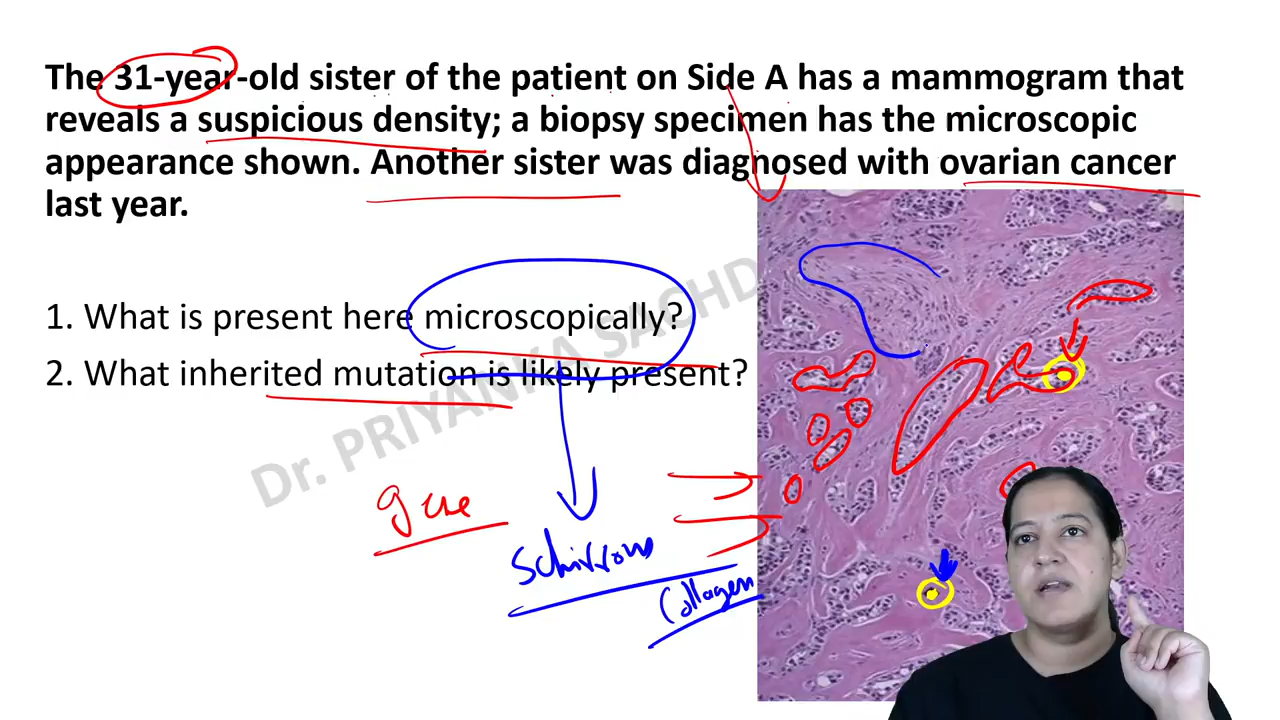 The 31-year-old sister of the patient on Side A has a mammogram that
reveals a suspicious density; a biopsy specimen has the microscopic
appearance shown. Another sister was diagnosed with ovarian cancer
last year.
1. What is present here microscopically?
2. What inherited mutation is likely present?
Dr. PRIYANKA SACHD
gene
Schirrous
Collagen